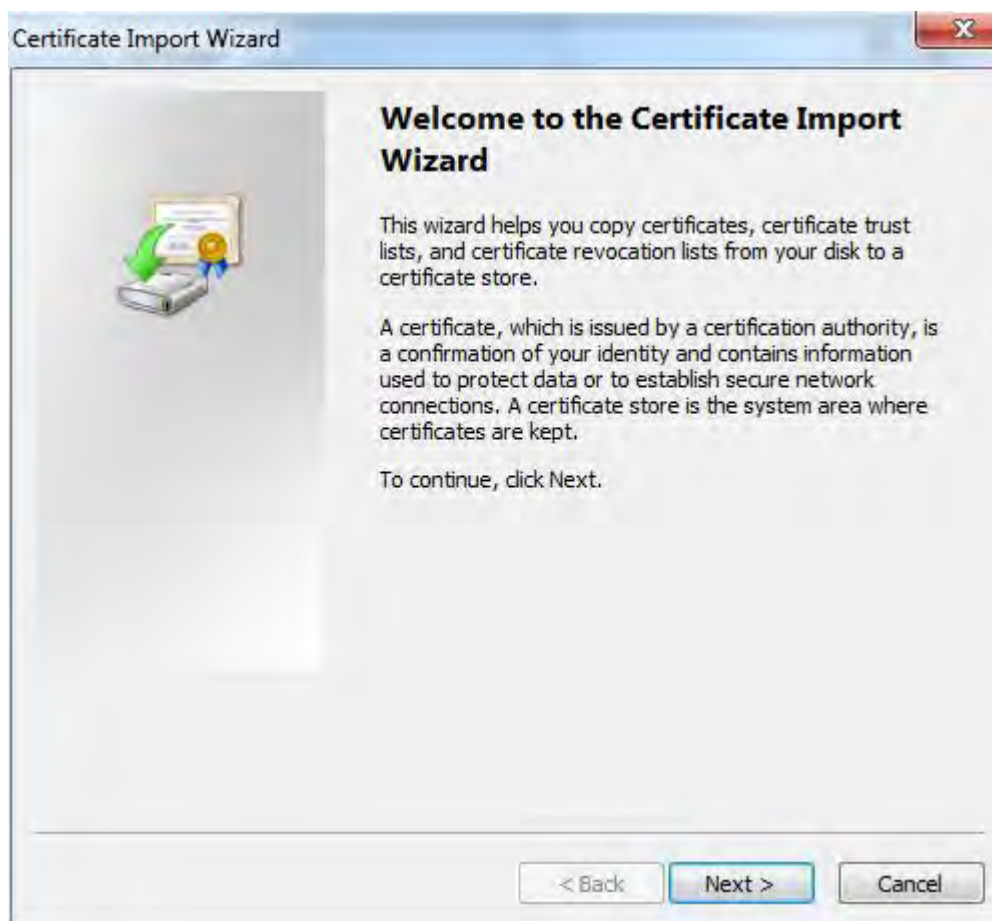 Certificate Import Wizard
X
Welcome to the Certificate Import
Wizard
This wizard helps you copy certificates, certificate trust
lists, and certificate revocation lists from your disk to a
certificate store.
A certificate, which is issued by a certification authority, is
a confirmation of your identity and contains information
used to protect data or to establish secure network
connections. A certificate store is the system area where
certificates are kept.
To continue, click Next.
< Back
Next >
Cancel